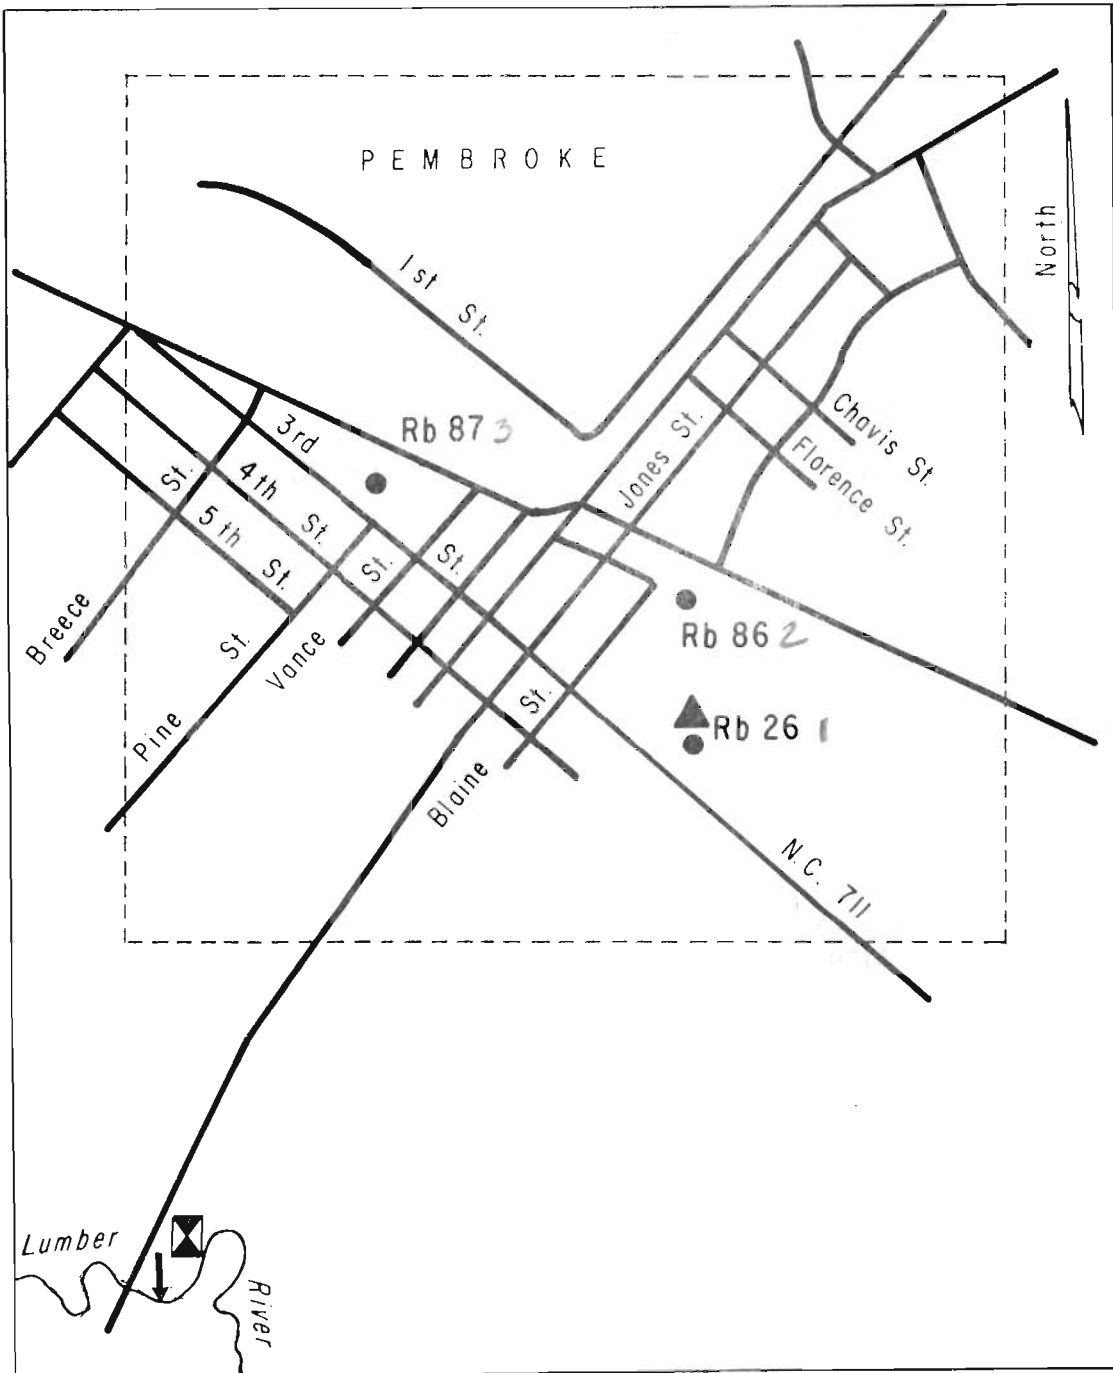 PEMBROKE
North
1st St.
Rb 87 3
3rd St.
4th St.
5th St.
Breece St.
Pine St.
Vance St.
Jones St.
Chavis St.
Florence St.
Rb 86 2
Rb 26 1
Blaine St.
N.C. 711
Lumber River